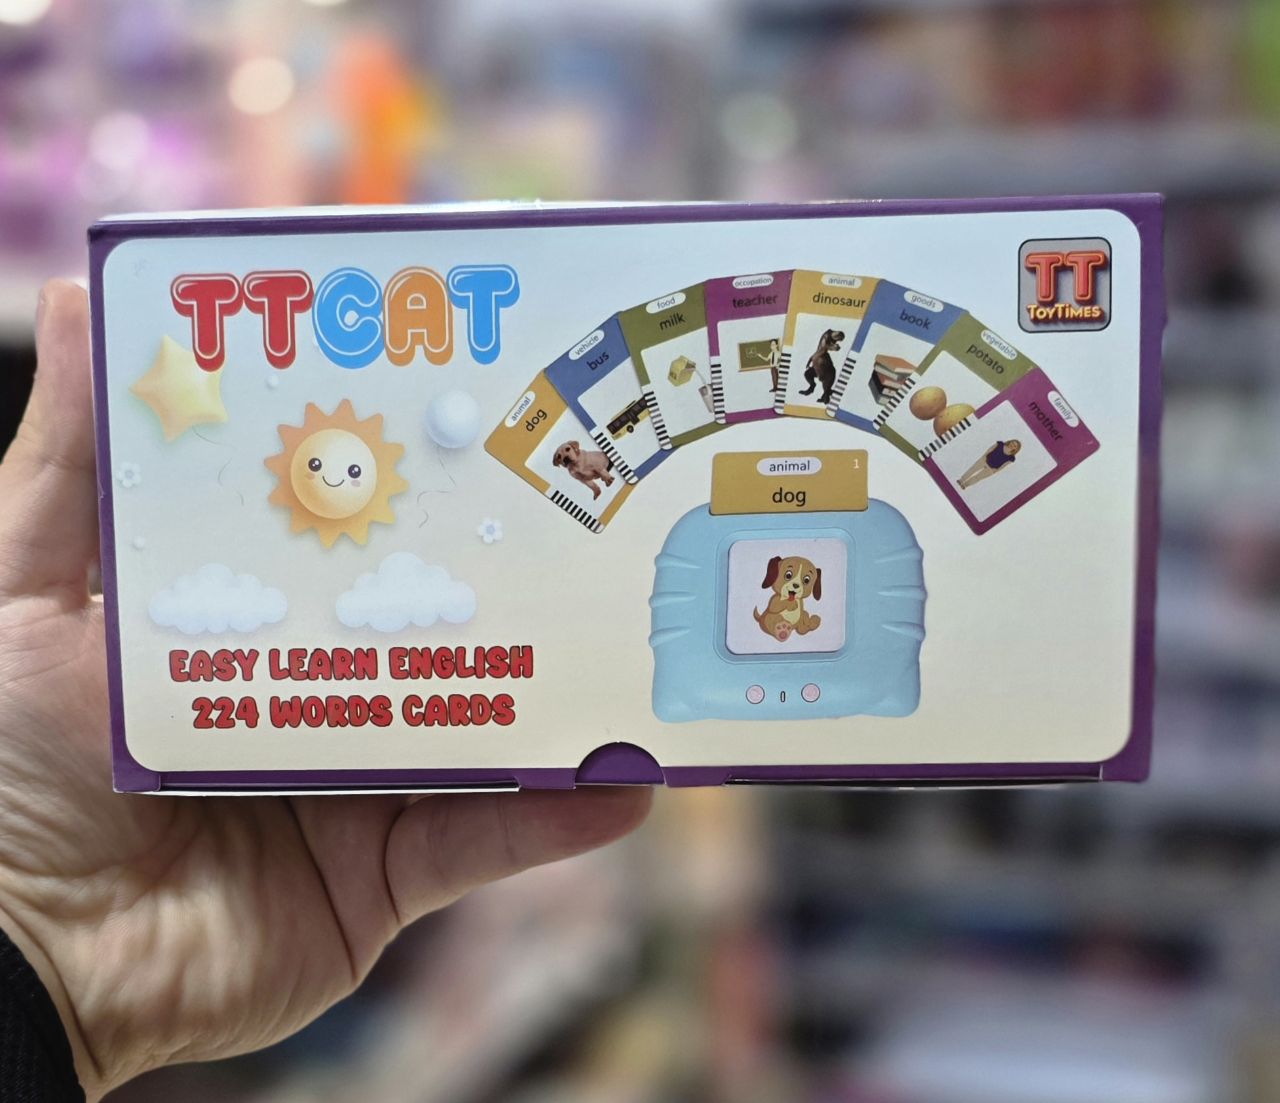 TTCAT
TT
TOYTIMES
animal
dog
vehicle
bus
food
milk
occupation
teacher
animal
dinosaur
goods
book
vegetable
potato
family
mother
animal 1
dog
EASY LEARN ENGLISH
224 WORDS CARDS